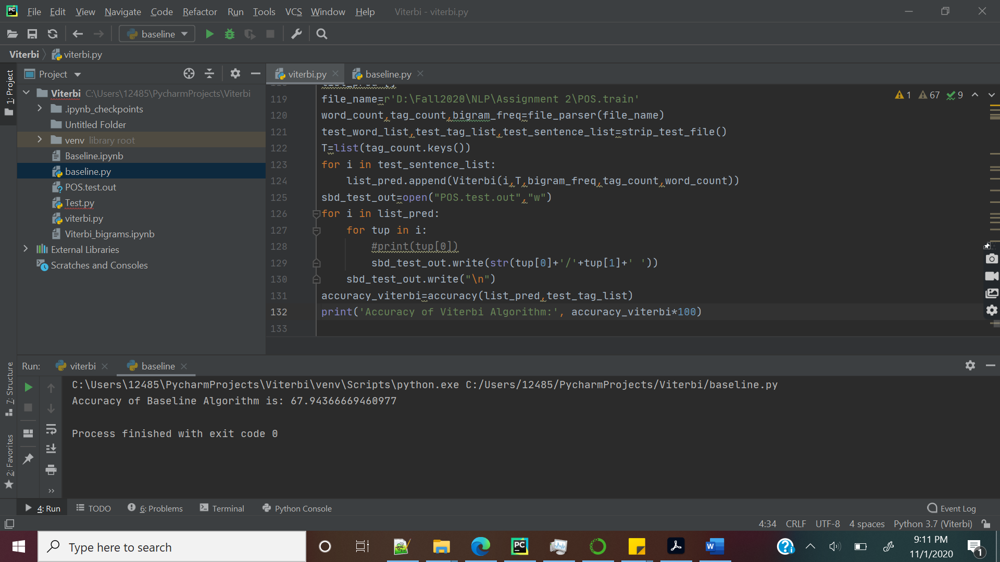 File Edit View Navigate Code Refactor Run Tools VCS Window Help Viterbi - viterbi.py
baseline
Viterbi viterbi.py
1: Project
Project
viterbi.py baseline.py
Viterbi C:\Users\12485\PycharmProjects\Viterbi
.ipynb_checkpoints
Untitled Folder
venv library root
Baseline.ipynb
baseline.py
POS.test.out
Test.py
viterbi.py
Viterbi_bigrams.ipynb
External Libraries
Scratches and Consoles
1 67 9
119 file_name=r'D:\Fall2020\NLP\Assignment 2\POS.train'
120 word_count,tag_count,bigram_freq=file_parser(file_name)
121 test_word_list,test_tag_list,test_sentence_list=strip_test_file()
122 T=list(tag_count.keys())
123 for i in test_sentence_list:
124 list_pred.append(Viterbi(i,T,bigram_freq,tag_count,word_count))
125 sbd_test_out=open("POS.test.out","w")
126 for i in list_pred:
127 for tup in i:
128 #print(tup[0])
129 sbd_test_out.write(str(tup[0]+'/'+tup[1]+' '))
130 sbd_test_out.write("\n")
131 accuracy_viterbi=accuracy(list_pred,test_tag_list)
132 print('Accuracy of Viterbi Algorithm:', accuracy_viterbi*100)
133
Run: viterbi baseline
7: Structure
2: Favorites
C:\Users\12485\PycharmProjects\Viterbi\venv\Scripts\python.exe C:/Users/12485/PycharmProjects/Viterbi/baseline.py
Accuracy of Baseline Algorithm is: 67.94366669460977
Process finished with exit code 0
4: Run TODO 6: Problems Terminal Python Console Event Log
4:34 CRLF UTF-8 4 spaces Python 3.7 (Viterbi)
Type here to search
9:11 PM
11/1/2020
1